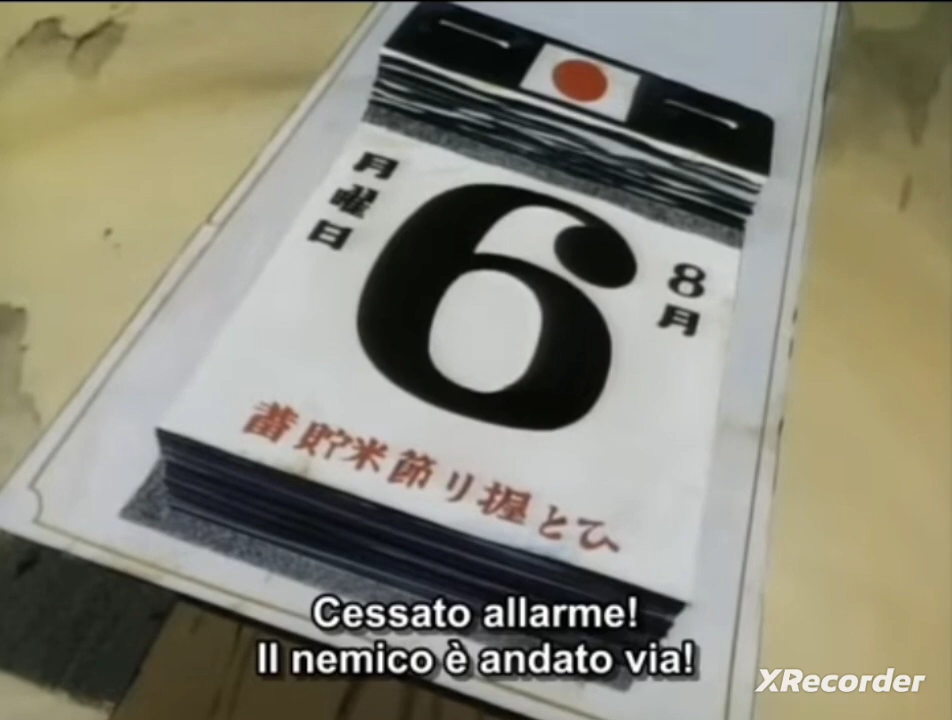 月曜日
6
8月
蓄貯米節リ握とひ
Cessato allarme!
Il nemico è andato via!
XRecorder